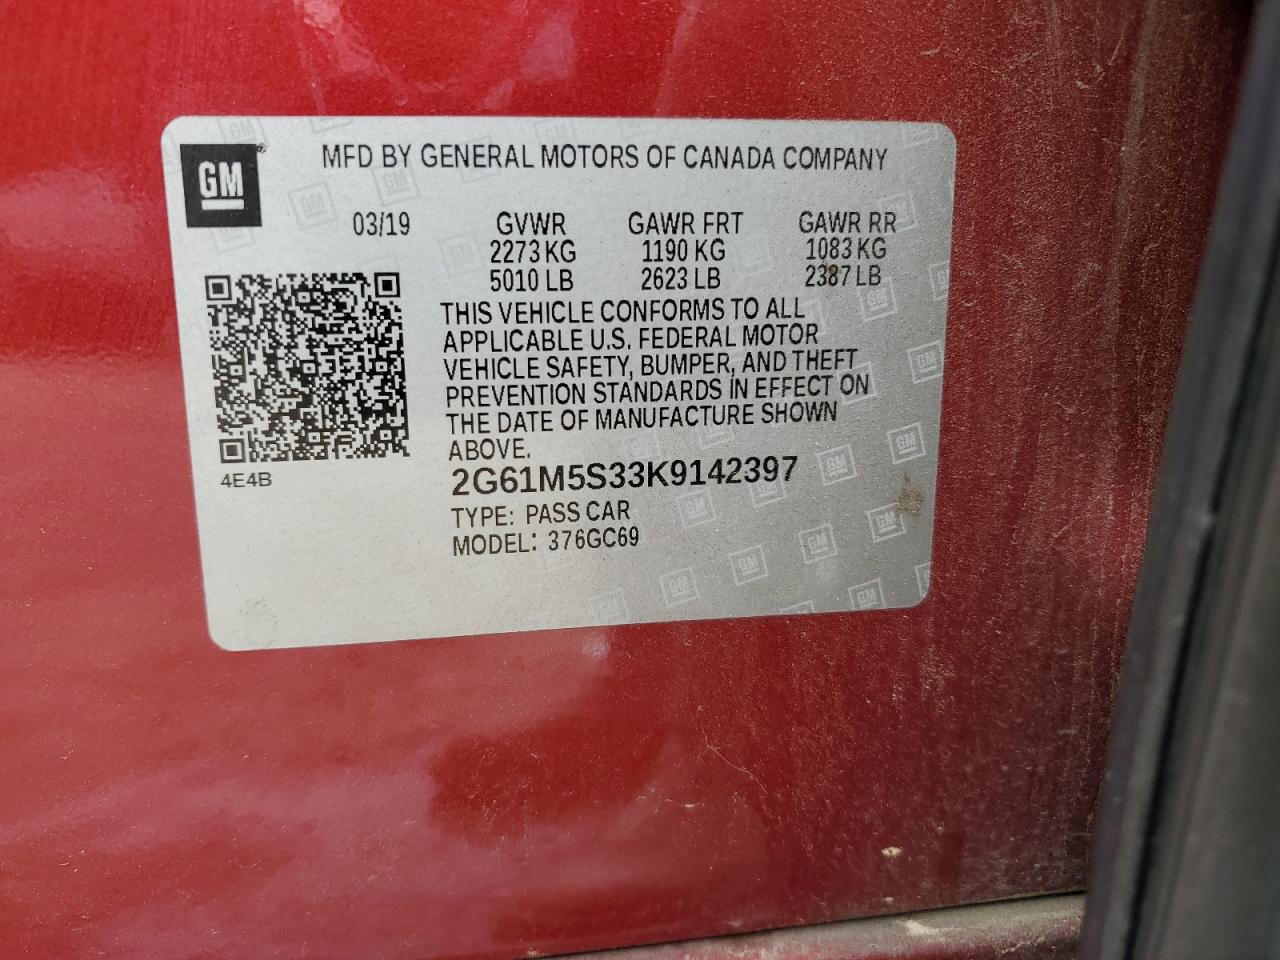 GM
MFD BY GENERAL MOTORS OF CANADA COMPANY
03/19 GVWR GAWR FRT GAWR RR
2273 KG 1190 KG 1083 KG
5010 LB 2623 LB 2387 LB
THIS VEHICLE CONFORMS TO ALL
APPLICABLE U.S. FEDERAL MOTOR
VEHICLE SAFETY, BUMPER, AND THEFT
PREVENTION STANDARDS IN EFFECT ON
THE DATE OF MANUFACTURE SHOWN
ABOVE.
4E4B
2G61M5S33K9142397
TYPE: PASS CAR
MODEL: 376GC69